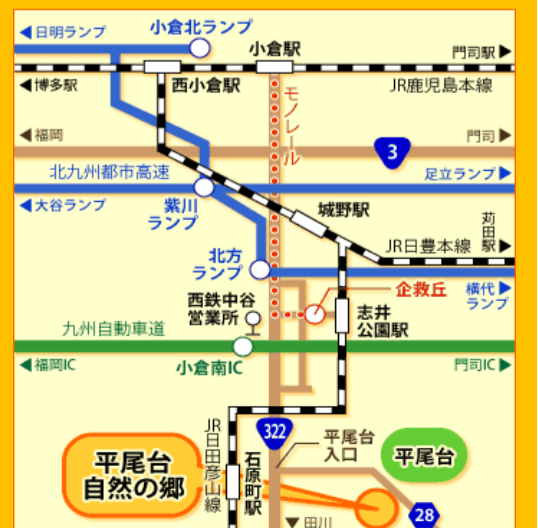 ◀日明ランプ
小倉北ランプ
小倉駅
門司駅▶
◀博多駅
西小倉駅
JR鹿児島本線
モノレール
◀福岡
3
門司▶
北九州都市高速
足立ランプ▶
◀大谷ランプ
紫川
ランプ
城野駅
苅田駅▶
JR日豊本線
北方
ランプ
横代▶
ランプ
企救丘
西鉄中谷
営業所
志井
公園駅
九州自動車道
◀福岡IC
小倉南IC
門司IC▶
322
JR日田彦山線
平尾台
入口
平尾台
平尾台
自然の郷
石原町駅
28
▼田川